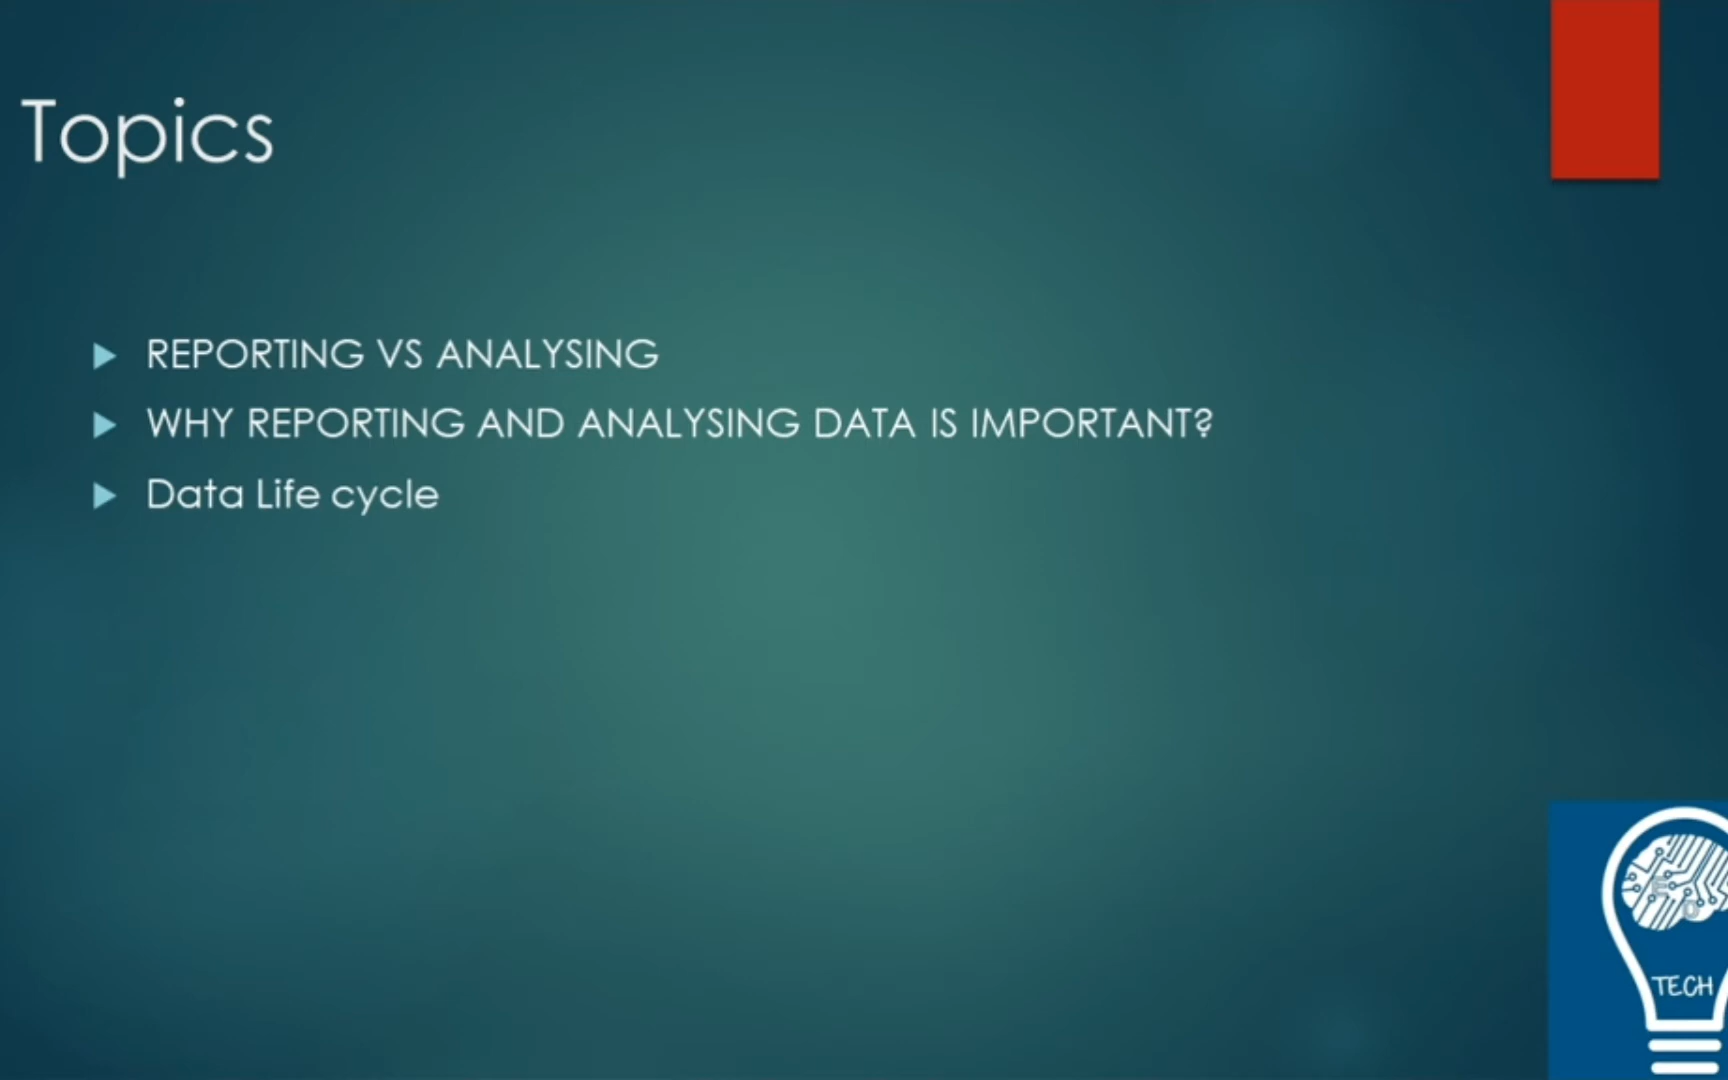 Topics
REPORTING VS ANALYSING
WHY REPORTING AND ANALYSING DATA IS IMPORTANT?
Data Life cycle
TECH